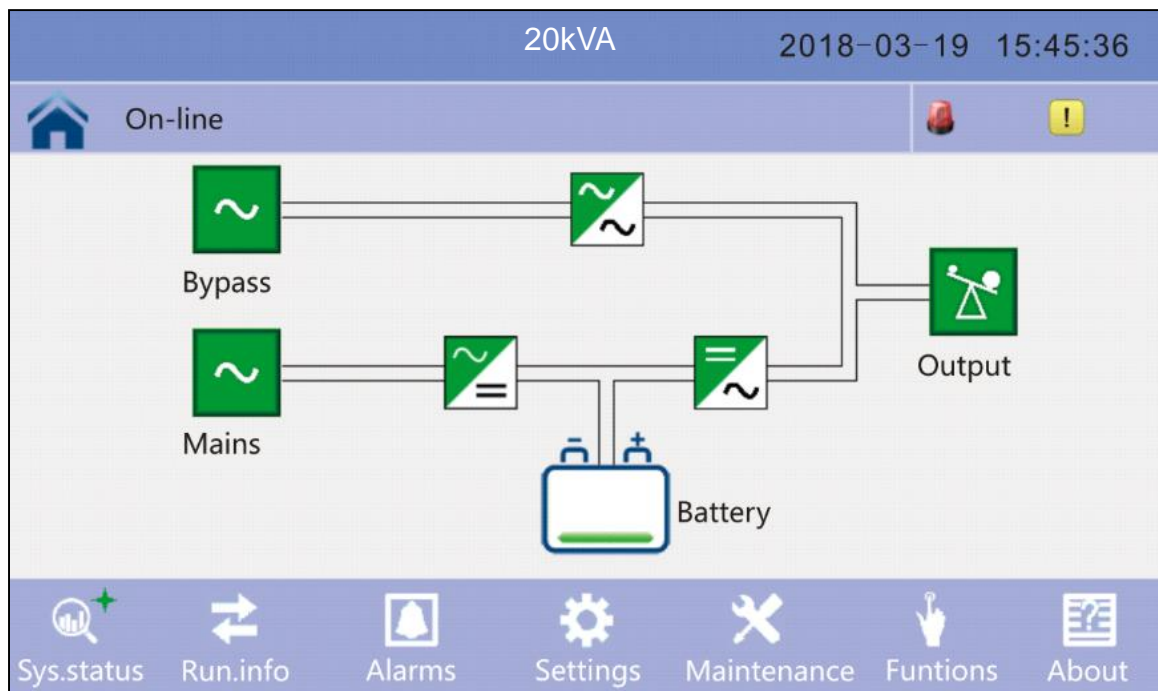 20kVA 2018-03-19 15:45:36
On-line !
Bypass
Output
Mains
Battery
Sys.status Run.info Alarms Settings Maintenance Funtions About